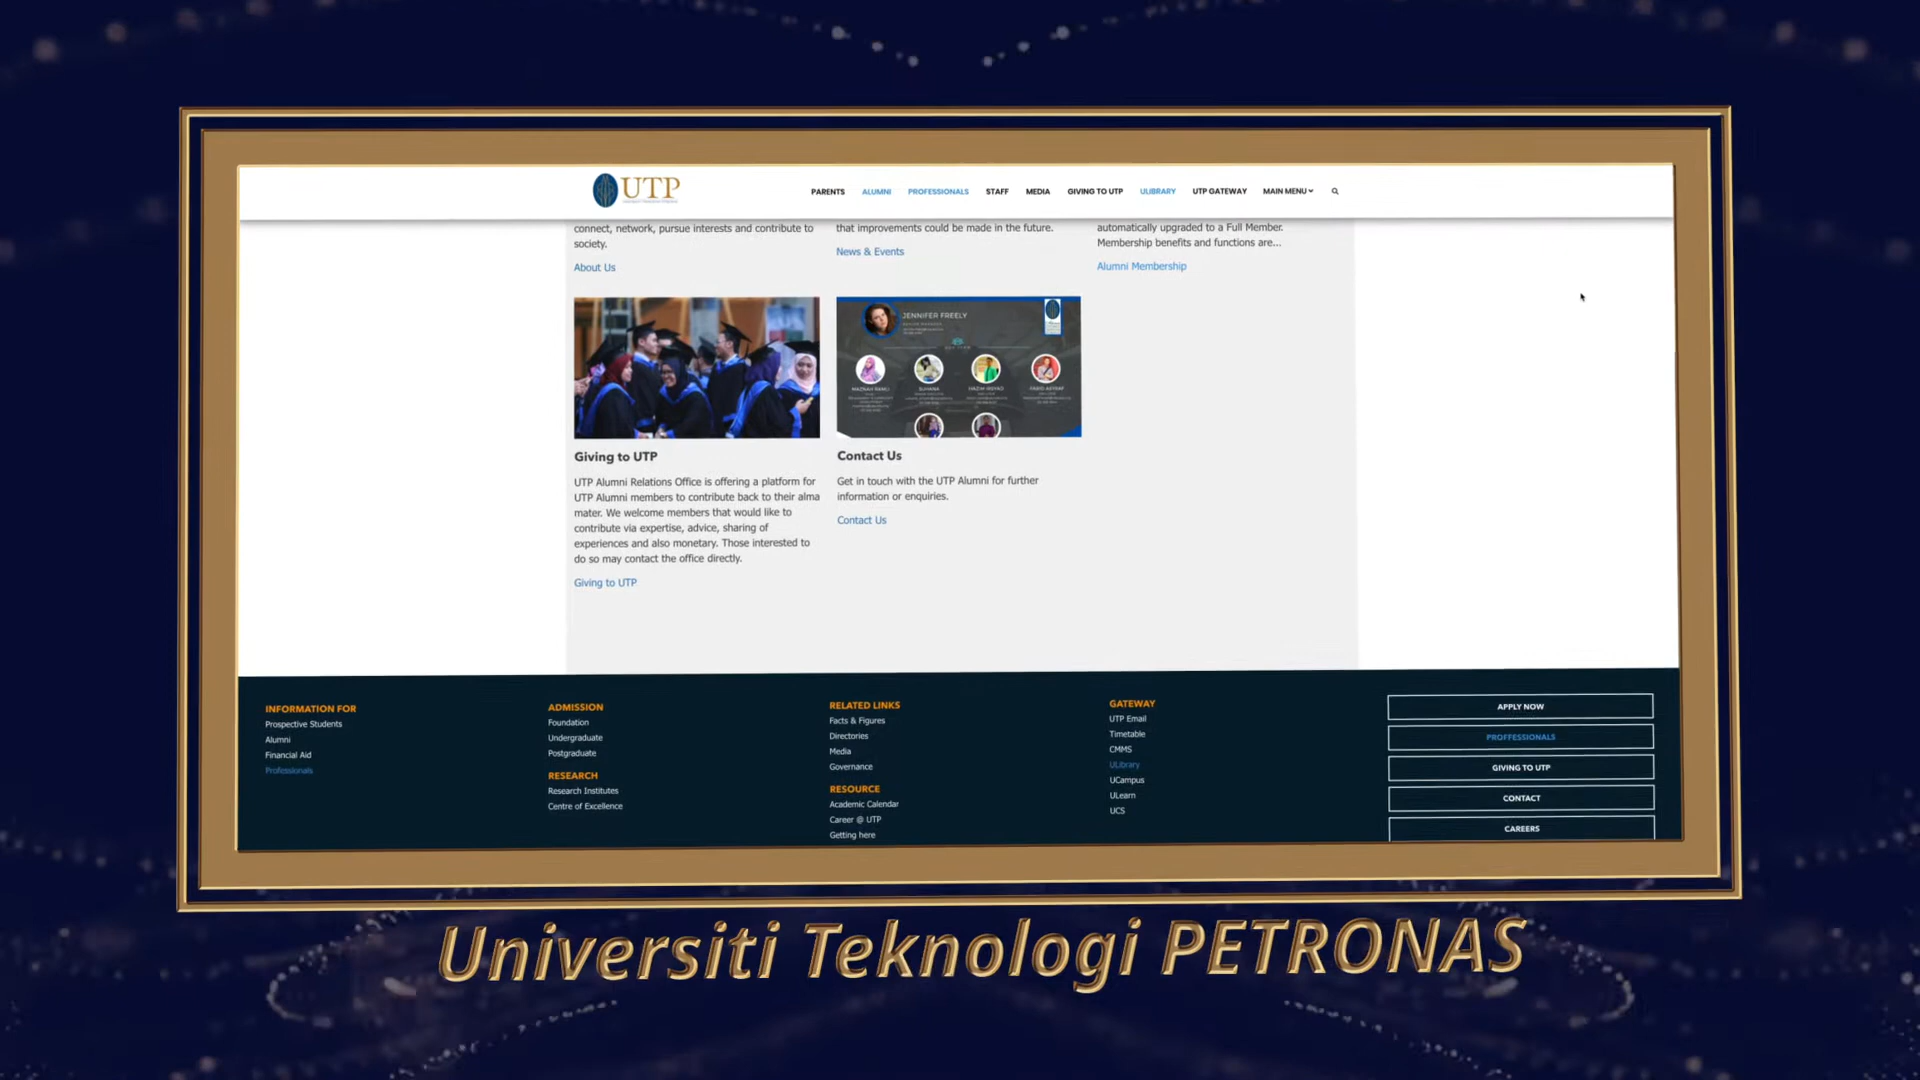 UTP
PARENTS
ALUMNI
PROFESSIONALS
STAFF
MEDIA
GIVING TO UTP
ULIBRARY
UTP GATEWAY
MAIN MENU
connect, network, pursue interests and contribute to
society.
About Us
that improvements could be made in the future.
News & Events
automatically upgraded to a Full Member.
Membership benefits and functions are...
Alumni Membership
JENNIFER FREELY
Giving to UTP
UTP Alumni Relations Office is offering a platform for
UTP Alumni members to contribute back to their alma
mater. We welcome members that would like to
contribute via expertise, advice, sharing of
experiences and also monetary. Those interested to
do so may contact the office directly.
Giving to UTP
Contact Us
Get in touch with the UTP Alumni for further
information or enquiries.
Contact Us
INFORMATION FOR
Prospective Students
Alumni
Financial Aid
Professionals
ADMISSION
Foundation
Undergraduate
Postgraduate
RESEARCH
Research Institutes
Centre of Excellence
RELATED LINKS
Facts & Figures
Directories
Media
Governance
RESOURCE
Academic Calendar
Career @ UTP
Getting here
GATEWAY
UTP Email
Timetable
CMMS
ULibrary
UCampus
ULearn
UCS
APPLY NOW
PROFFESSIONALS
GIVING TO UTP
CONTACT
CAREERS
Universiti Teknologi PETRONAS